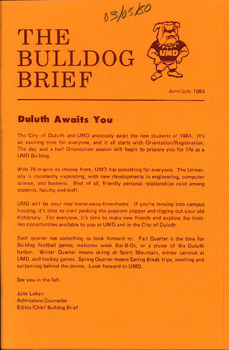 03/05/80
THE
BULLDOG
BRIEF
UMD
June/July 1984
Duluth Awaits You
The City of Duluth and UMD anxiously await the new students of 1984. It's
an exciting time for everyone, and it all starts with Orientation/Registration.
The day and a half Orientation session will begin to prepare you for life as a
UMD Bulldog.
With 76 majors to choose from, UMD has something for everyone. The Univer-
sity is constantly expanding, with new developments in engineering, computer
science, and business. Best of all, friendly personal relationships exist among
students, faculty and staff.
UMD will be your new home-away-from-home. If you're moving into campus
housing, it's time to start packing the popcorn popper and digging out your old
dictionary. For everyone, it's time to make new friends and explore the limit-
less opportunities available to you at UMD and in the City of Duluth.
Each quarter has something to look forward to. Fall Quarter is the time for
Bulldog football games, welcome week Bar-B-Qs, or a cruise of the Duluth
harbor. Winter Quarter means skiing at Spirit Mountain, winter carnival at
UMD, and hockey games. Spring Quarter means Spring Break trips, smelting and
suntanning behind the dorms. Look forward to UMD.
See you in the fall.
Julie
Admissions Counselor
Editor/Chief Bulldog Brief